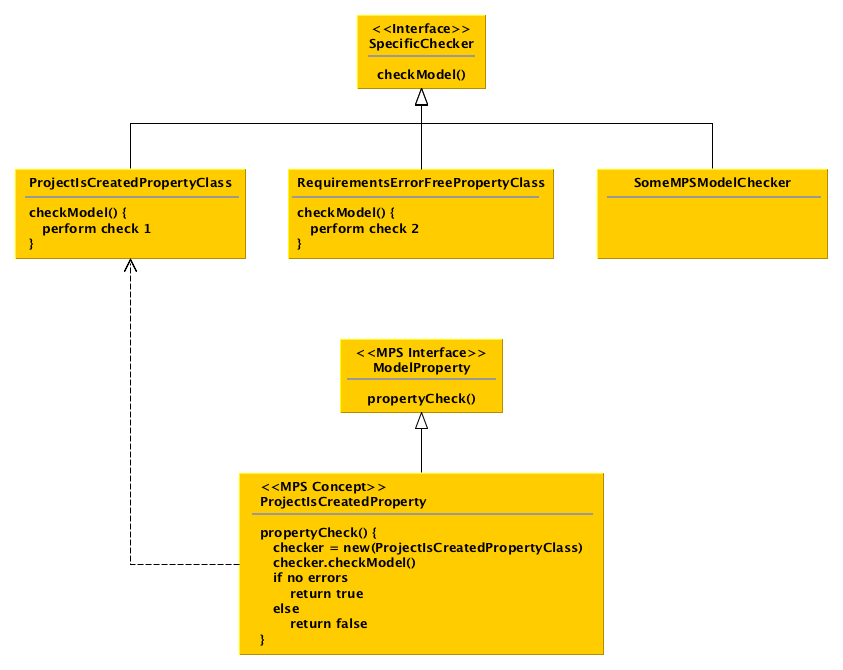 <<Interface>>
SpecificChecker
checkModel()
ProjectIsCreatedPropertyClass
checkModel() {
perform check 1
}
RequirementsErrorFreePropertyClass
checkModel() {
perform check 2
}
SomeMPSModelChecker
<<MPS Interface>>
ModelProperty
propertyCheck()
<<MPS Concept>>
ProjectIsCreatedProperty
propertyCheck() {
checker = new(ProjectIsCreatedPropertyClass)
checker.checkModel()
if no errors
return true
else
return false
}